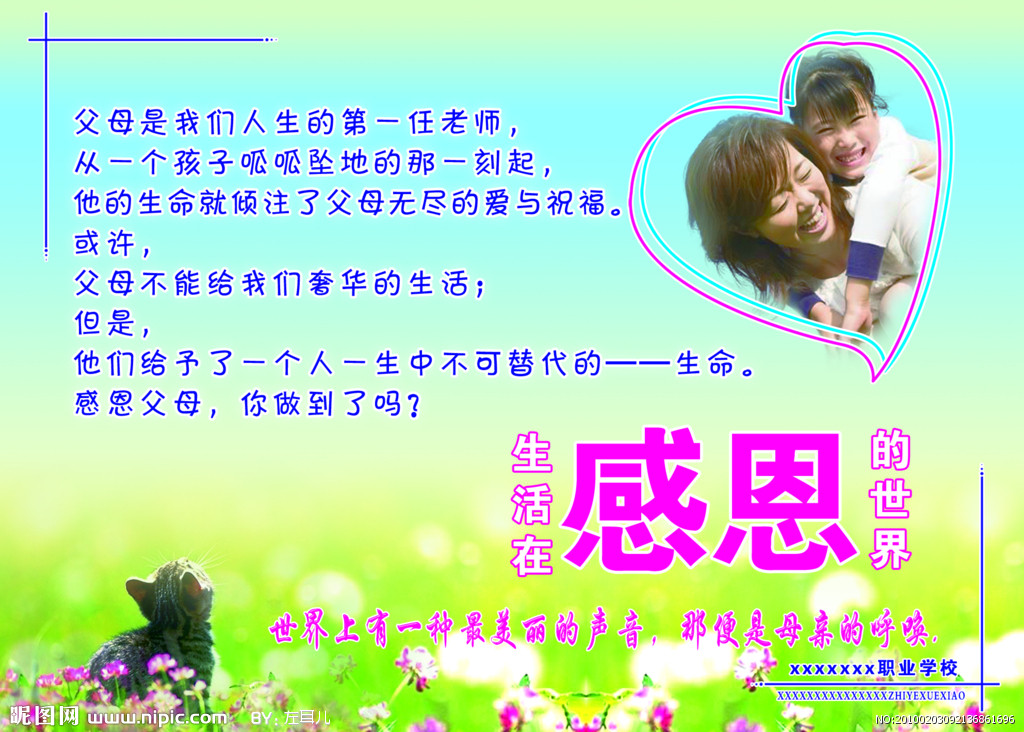 父母是我们人生的第一任老师，
从一个孩子呱呱坠地的那一刻起，
他的生命就倾注了父母无尽的爱与祝福。
或许，
父母不能给我们奢华的生活；
但是，
他们给予了一个人一生中不可替代的——生命。
感恩父母，你做到了吗？
生活在
感恩
的世界
世界上有一种最美丽的声音，那便是母亲的呼唤.
xxxxxxx职业学校
XXXXXXXXXXXXXXXZHIYEXUEXIAO
昵图网 www.nipic.com BY: 左耳儿
NO:20100203092136861696